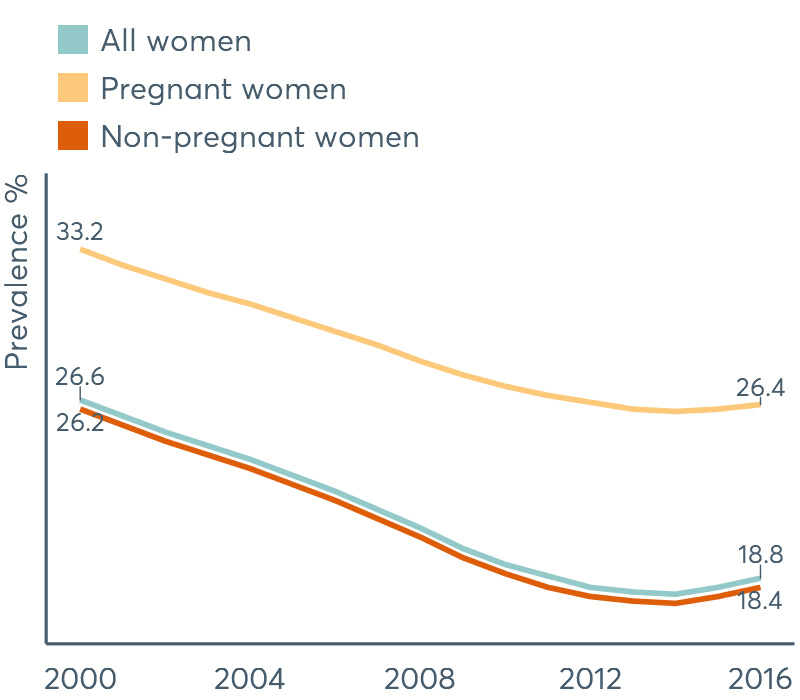 All women
Pregnant women
Non-pregnant women
Prevalence %
33.2
26.6
26.2
26.4
18.8
18.4
2000 2004 2008 2012 2016